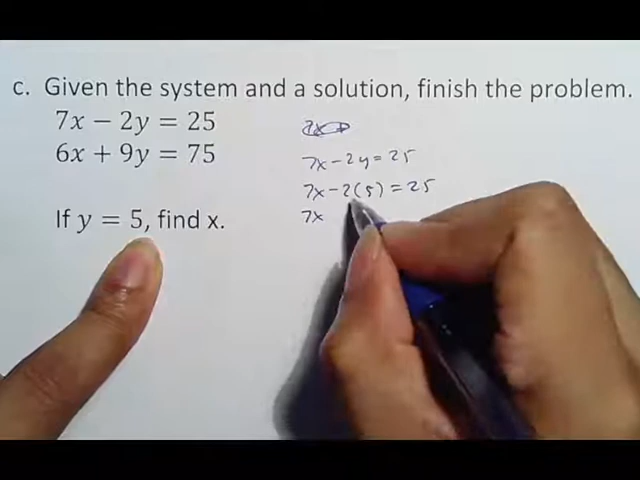 c. Given the system and a solution, finish the problem.
7x − 2y = 25
6x + 9y = 75
If y = 5, find x.
7x - 2y = 25
7x - 2(5) = 25
7x